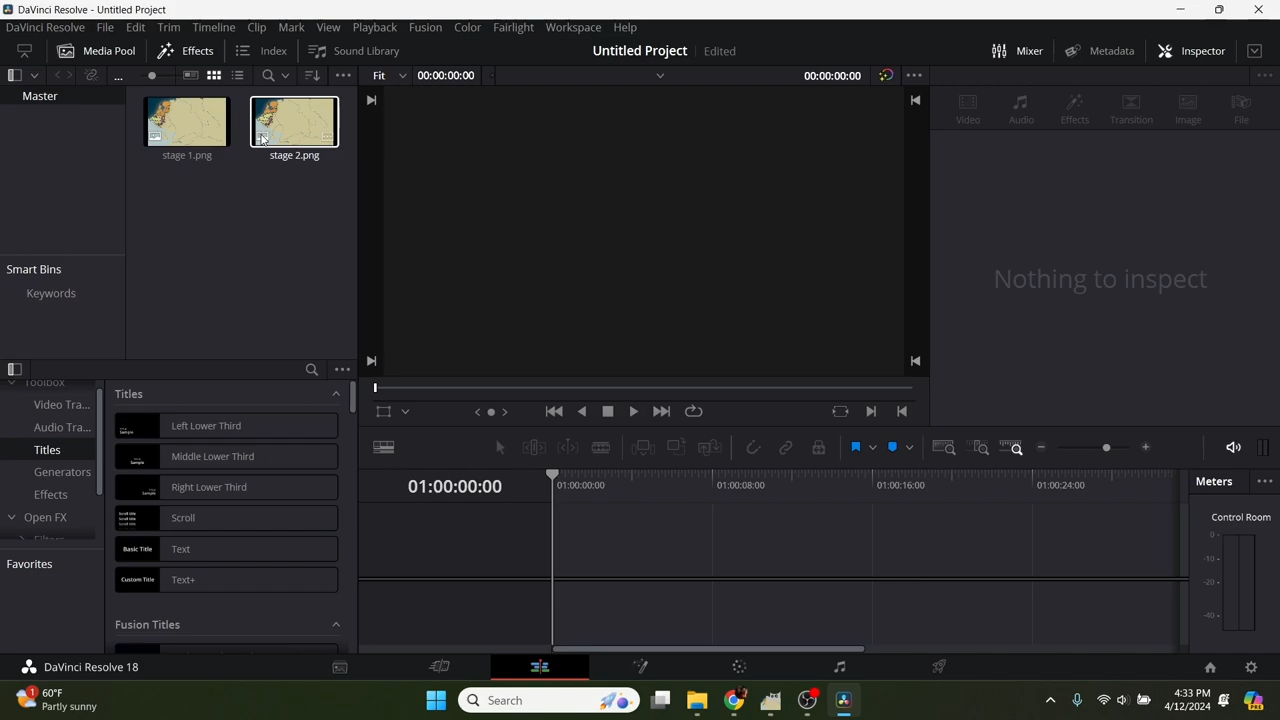 DaVinci Resolve - Untitled Project
DaVinci Resolve File Edit Trim Timeline Clip Mark View Playback Fusion Color Fairlight Workspace Help
Media Pool Effects Index Sound Library Untitled Project Edited Mixer Metadata Inspector
... Fit 00:00:00:00 00:00:00:00
Master
stage 1.png stage 2.png
Video Audio Effects Transition Image File
Nothing to inspect
Smart Bins
Keywords
Toolbox
Video Tra...
Audio Tra...
Titles
Generators
Effects
Open FX
Filters
Favorites
Titles
Left Lower Third
Middle Lower Third
Right Lower Third
Scroll
Basic Title Text
Custom Title Text+
Fusion Titles
01:00:00:00 01:00:00:00 01:00:08:00 01:00:16:00 01:00:24:00
Meters
Control Room
0-
-10-
-20-
-40-
DaVinci Resolve 18
1 60°F
Partly sunny
Search
4:33 PM
4/12/2024